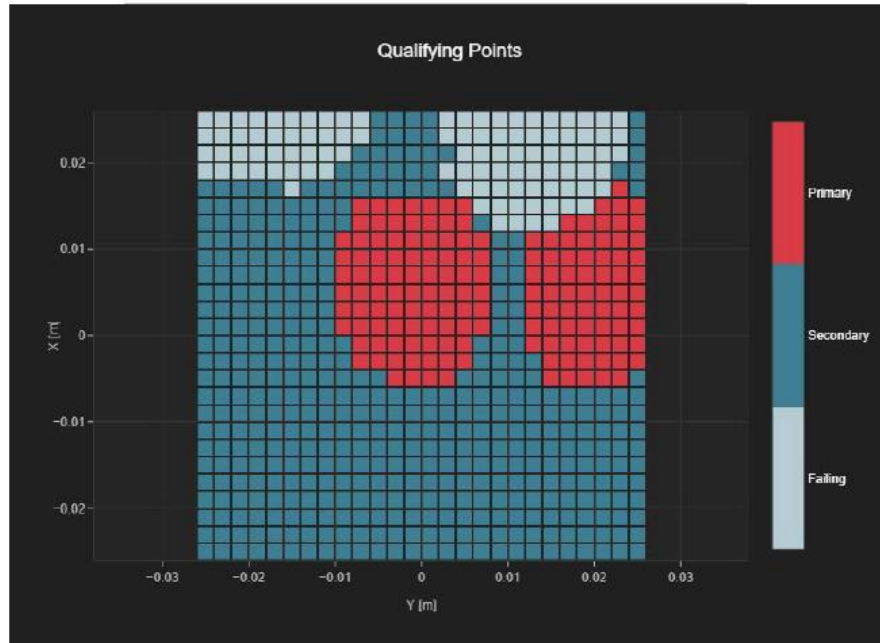 Qualifying Points
0.02
0.01
0
−0.01
−0.02
X [m]
−0.03
−0.02
−0.01
0
0.01
0.02
0.03
Y [m]
Primary
Secondary
Failing